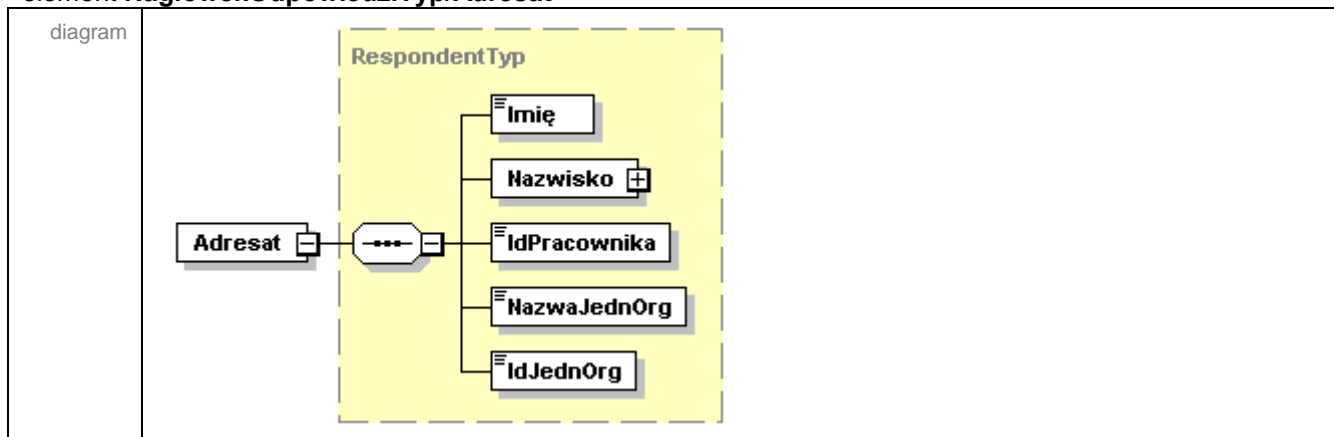 diagram
RespondentTyp
Imię
Nazwisko
Adresat
IdPracownika
NazwaJednOrg
IdJednOrg